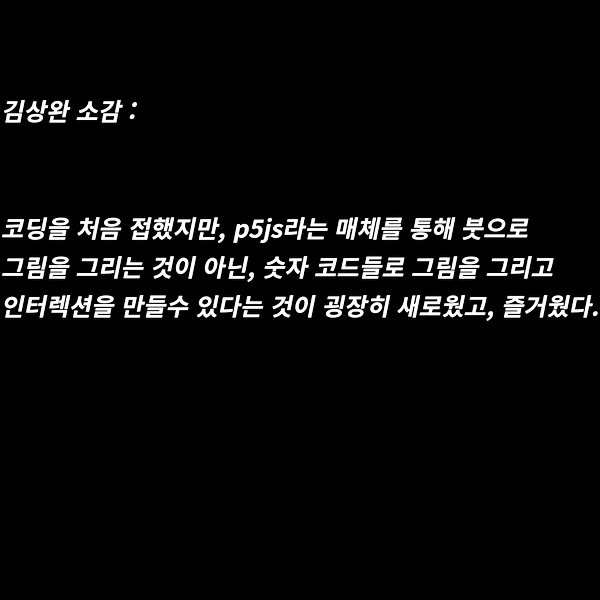 김상완 소감 :
코딩을 처음 접했지만, p5js라는 매체를 통해 붓으로
그림을 그리는 것이 아닌, 숫자 코드들로 그림을 그리고
인터렉션을 만들수 있다는 것이 굉장히 새로웠고, 즐거웠다.